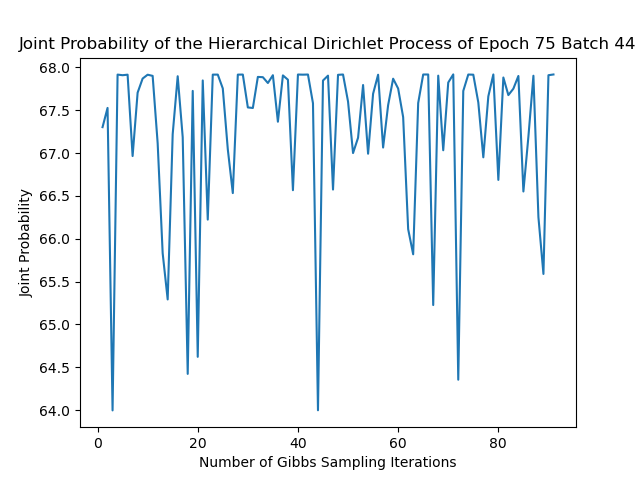 Joint Probability of the Hierarchical Dirichlet Process of Epoch 75 Batch 44
68.0
67.5
67.0
66.5
66.0
65.5
65.0
64.5
64.0
Joint Probability
0 20 40 60 80
Number of Gibbs Sampling Iterations